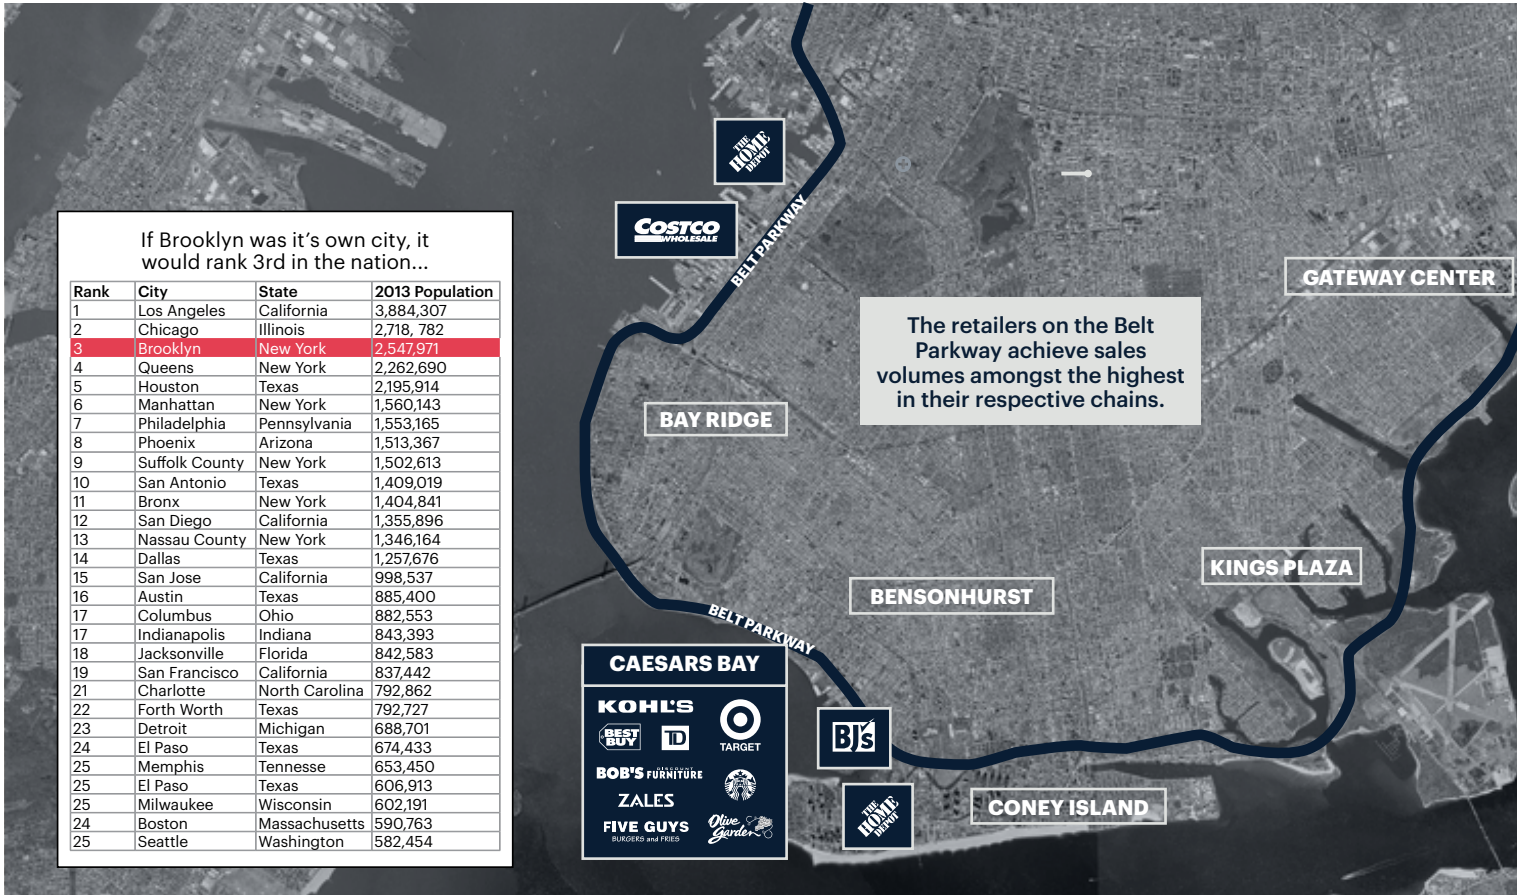 If Brooklyn was it's own city, it
would rank 3rd in the nation...
Rank City State 2013 Population
1 Los Angeles California 3,884,307
2 Chicago Illinois 2,718, 782
3 Brooklyn New York 2,547,971
4 Queens New York 2,262,690
5 Houston Texas 2,195,914
6 Manhattan New York 1,560,143
7 Philadelphia Pennsylvania 1,553,165
8 Phoenix Arizona 1,513,367
9 Suffolk County New York 1,502,613
10 San Antonio Texas 1,409,019
11 Bronx New York 1,404,841
12 San Diego California 1,355,896
13 Nassau County New York 1,346,164
14 Dallas Texas 1,257,676
15 San Jose California 998,537
16 Austin Texas 885,400
17 Columbus Ohio 882,553
17 Indianapolis Indiana 843,393
18 Jacksonville Florida 842,583
19 San Francisco California 837,442
21 Charlotte North Carolina 792,862
22 Forth Worth Texas 792,727
23 Detroit Michigan 688,701
24 El Paso Texas 674,433
25 Memphis Tennesse 653,450
25 El Paso Texas 606,913
25 Milwaukee Wisconsin 602,191
24 Boston Massachusetts 590,763
25 Seattle Washington 582,454
THE
HOME
DEPOT
COSTCO
WHOLESALE
BELT PARKWAY
GATEWAY CENTER
The retailers on the Belt
Parkway achieve sales
volumes amongst the highest
in their respective chains.
BAY RIDGE
KINGS PLAZA
BENSONHURST
BELT PARKWAY
CAESARS BAY
KOHL'S
BEST
BUY
TD
TARGET
BOB'S DISCOUNT FURNITURE
ZALES
FIVE GUYS
BURGERS and FRIES
Olive
Garden
BJ's
THE
HOME
DEPOT
CONEY ISLAND